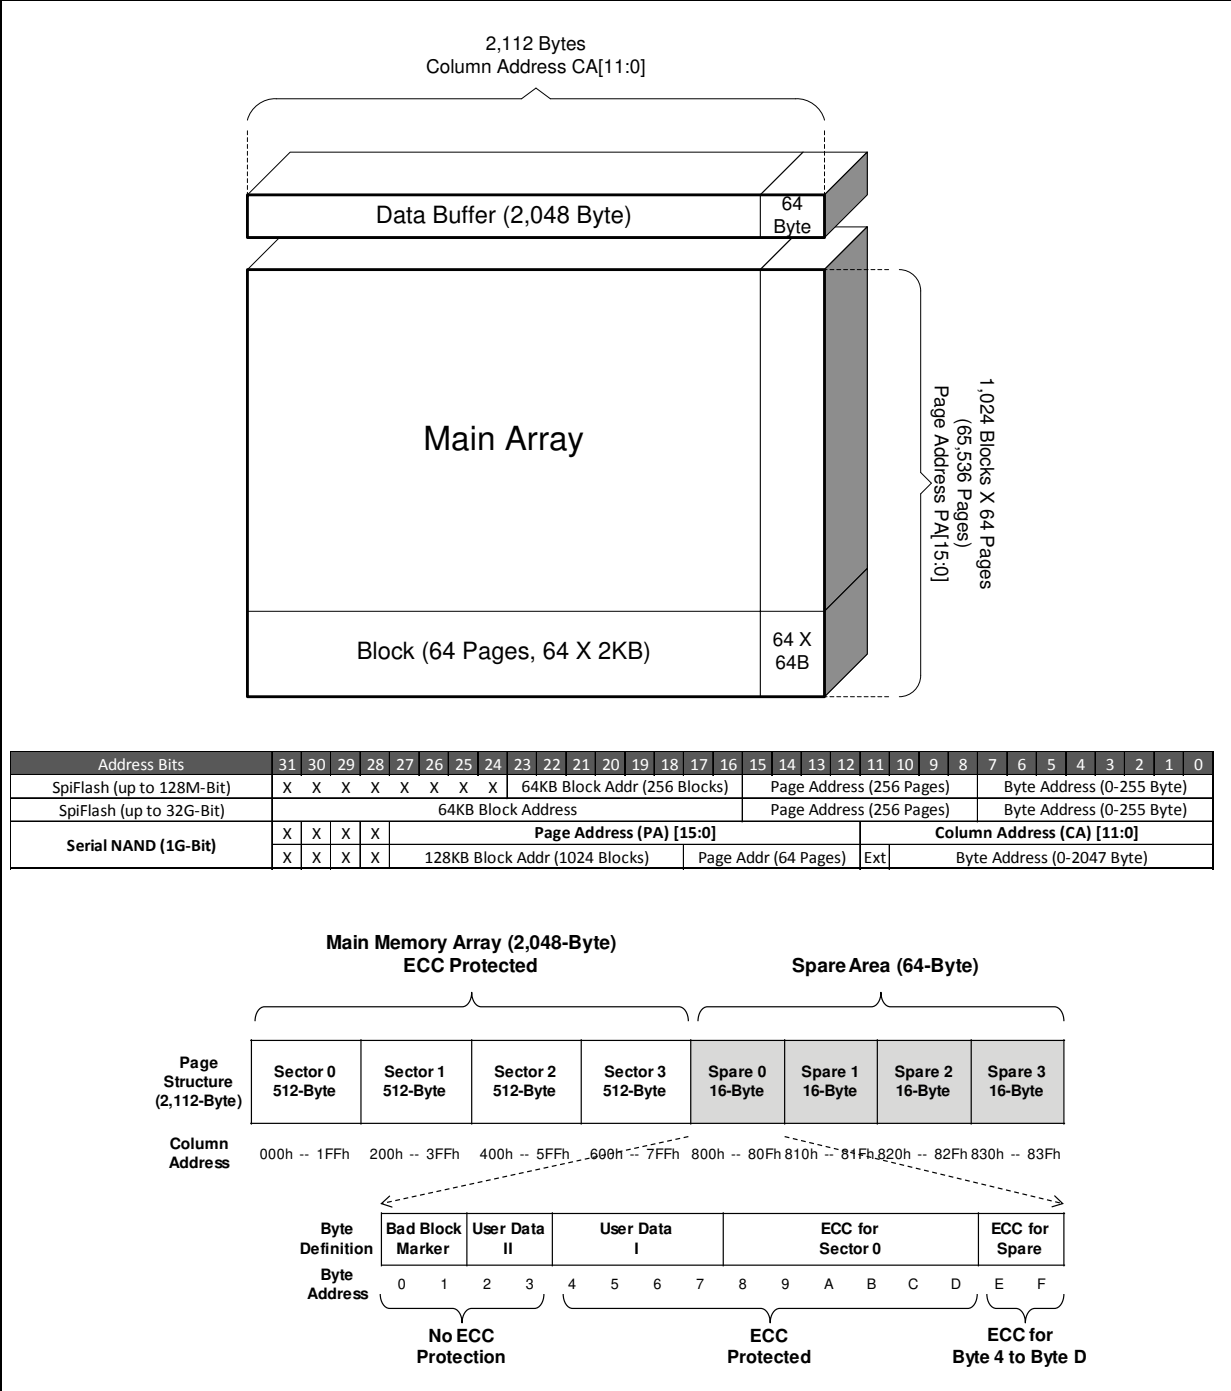 2,112 Bytes
Column Address CA[11:0]
Data Buffer (2,048 Byte)
64
Byte
Main Array
1,024 Blocks X 64 Pages
(65,536 Pages)
Page Address PA[15:0]
Block (64 Pages, 64 X 2KB)
64 X
64B
Address Bits 31 30 29 28 27 26 25 24 23 22 21 20 19 18 17 16 15 14 13 12 11 10 9 8 7 6 5 4 3 2 1 0
SpiFlash (up to 128M-Bit) X X X X X X X X 64KB Block Addr (256 Blocks) Page Address (256 Pages) Byte Address (0-255 Byte)
SpiFlash (up to 32G-Bit) 64KB Block Address Page Address (256 Pages) Byte Address (0-255 Byte)
Serial NAND (1G-Bit) X X X X Page Address (PA) [15:0] Column Address (CA) [11:0]
X X X X 128KB Block Addr (1024 Blocks) Page Addr (64 Pages) Ext Byte Address (0-2047 Byte)
Main Memory Array (2,048-Byte)
ECC Protected
Spare Area (64-Byte)
Page
Structure
(2,112-Byte)
Sector 0
512-Byte
Sector 1
512-Byte
Sector 2
512-Byte
Sector 3
512-Byte
Spare 0
16-Byte
Spare 1
16-Byte
Spare 2
16-Byte
Spare 3
16-Byte
Column
Address
000h -- 1FFh 200h -- 3FFh 400h -- 5FFh 600h -- 7FFh 800h -- 80Fh 810h -- 81Fh 820h -- 82Fh 830h -- 83Fh
Byte
Definition
Bad Block
Marker
User Data
II
User Data
I
ECC for
Sector 0
ECC for
Spare
Byte
Address
0 1 2 3 4 5 6 7 8 9 A B C D E F
No ECC
Protection
ECC
Protected
ECC for
Byte 4 to Byte D